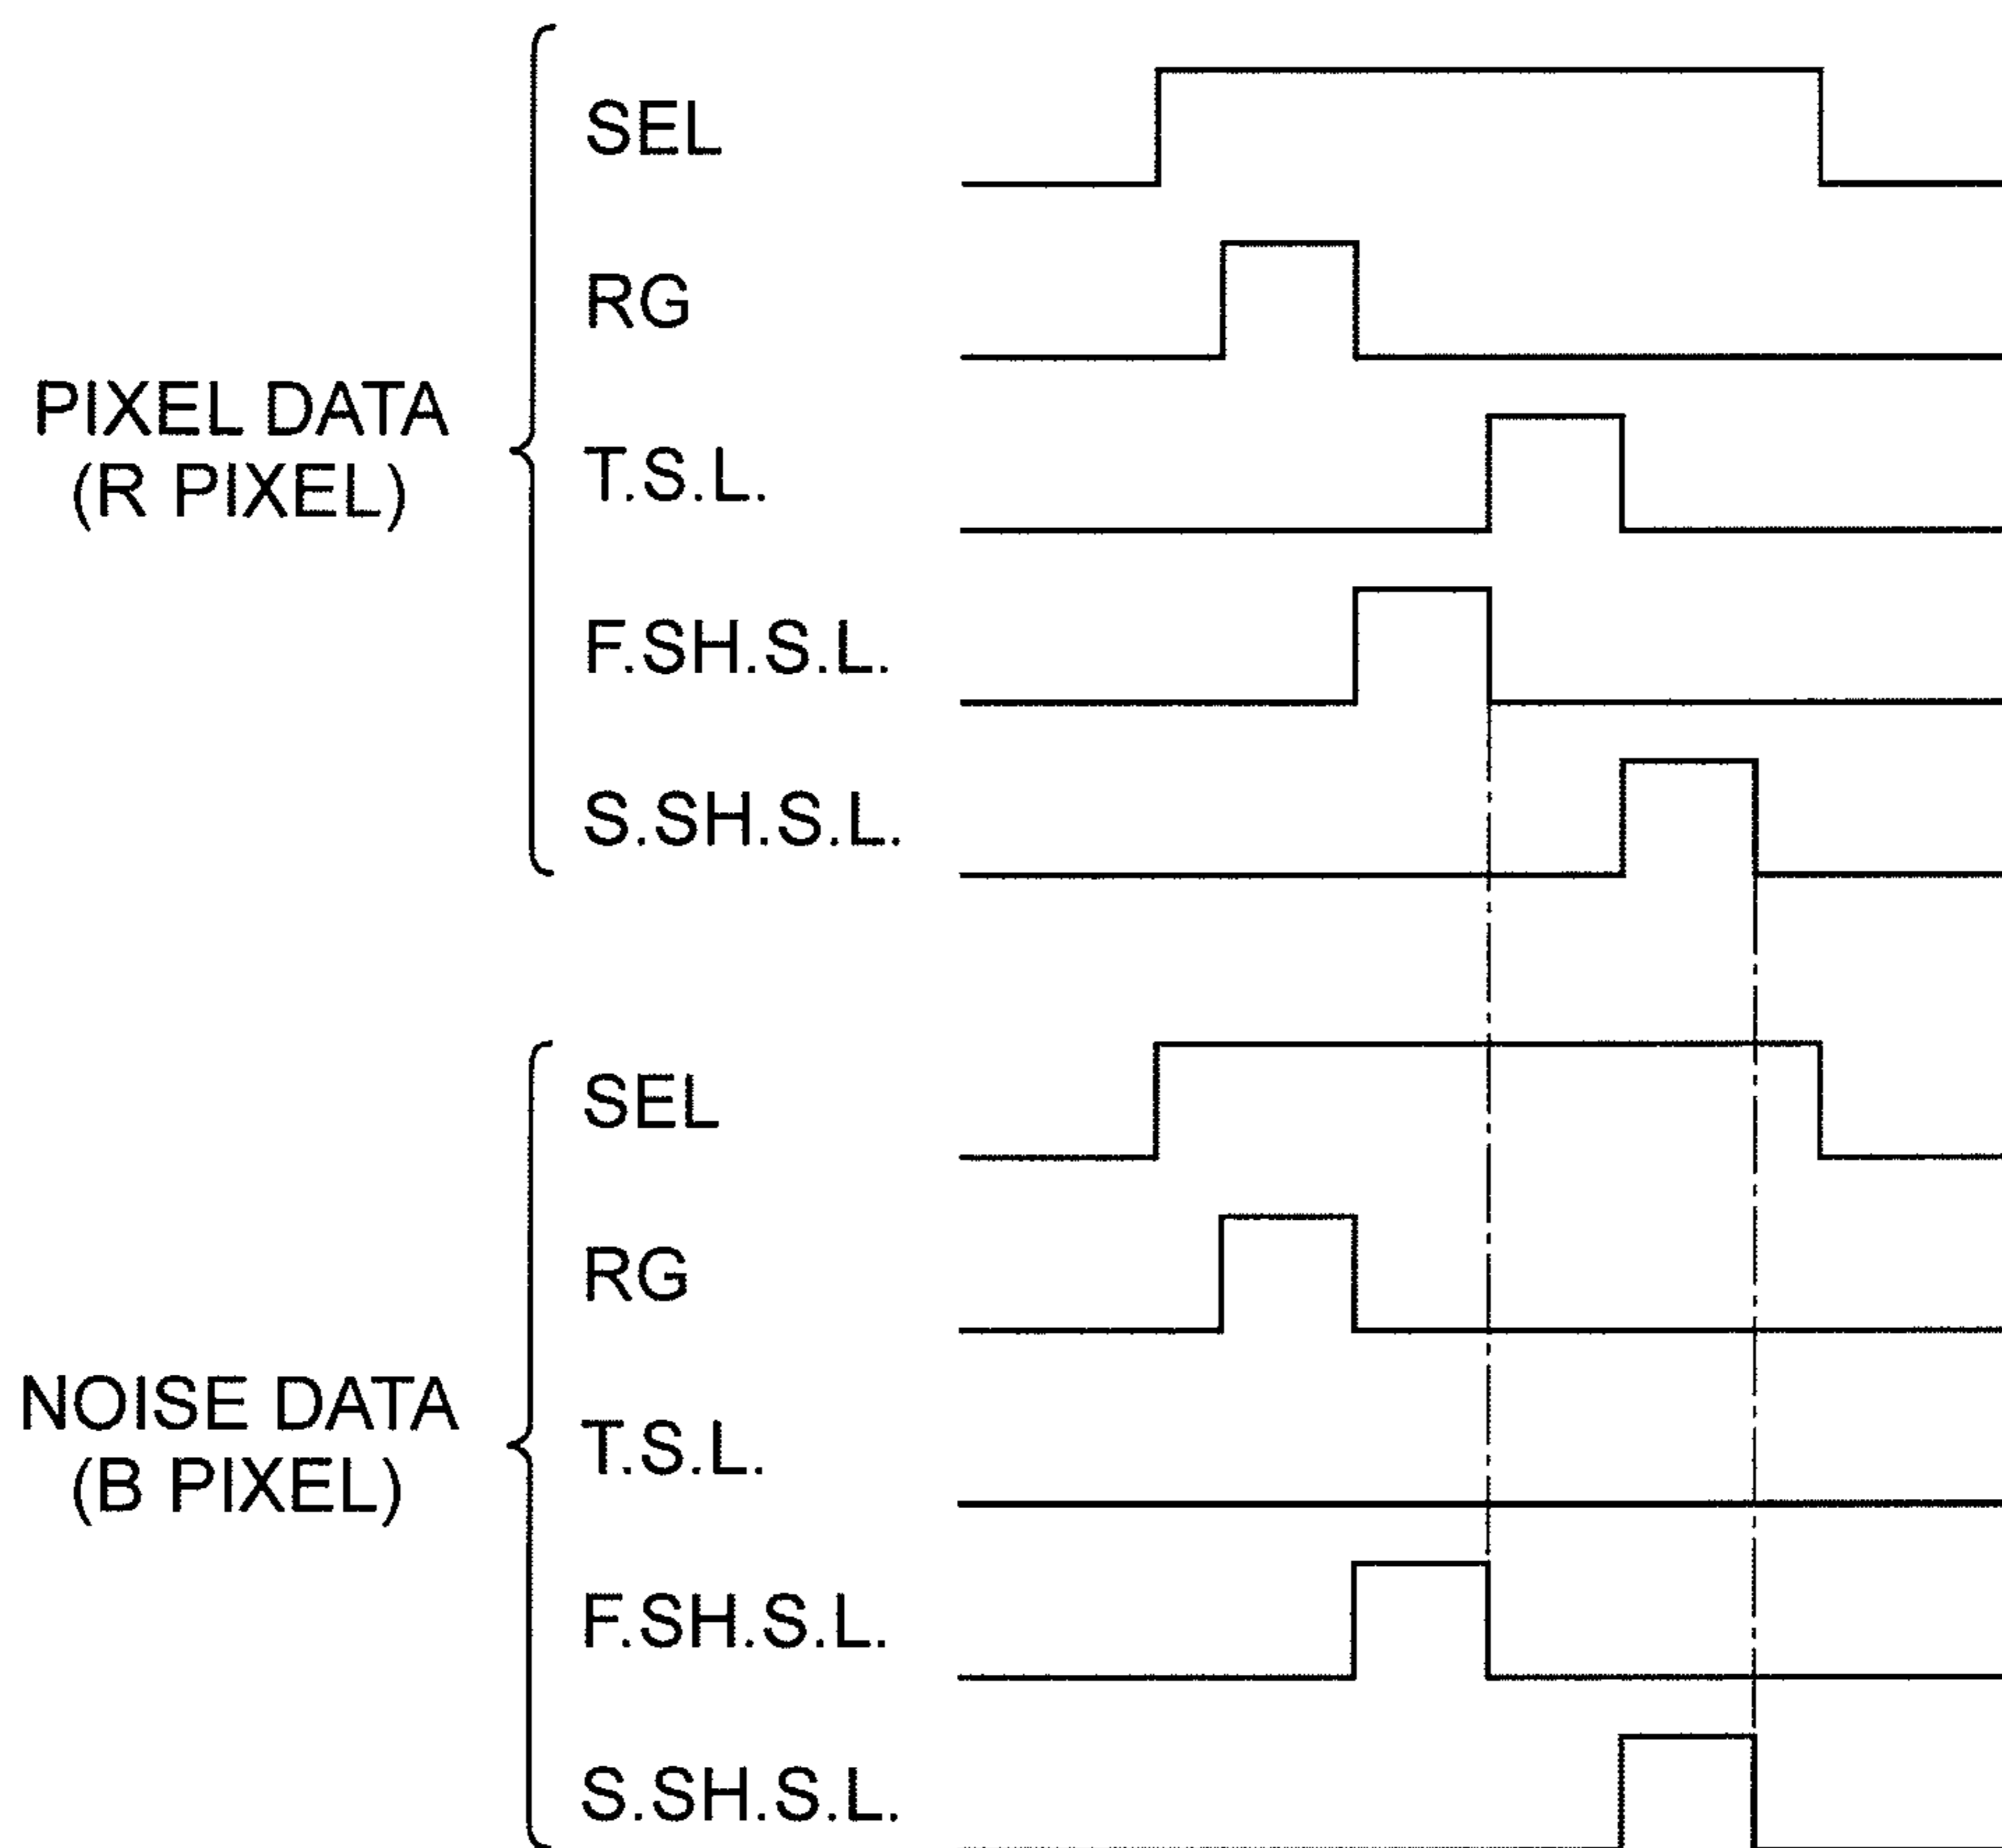 PIXEL DATA
(R PIXEL)
SEL
RG
T.S.L.
F.SH.S.L.
S.SH.S.L.
NOISE DATA
(B PIXEL)
SEL
RG
T.S.L.
F.SH.S.L.
S.SH.S.L.